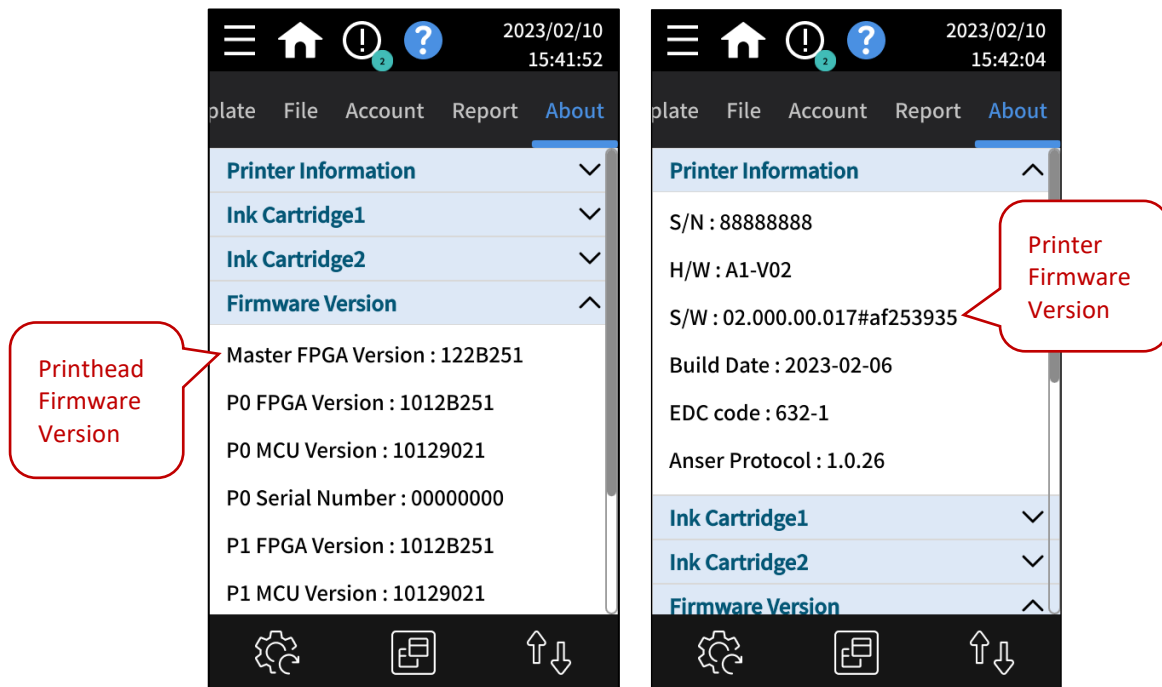 2023/02/10
15:41:52
2
?
plate File Account Report About
Printer Information
Ink Cartridge1
Ink Cartridge2
Firmware Version
Master FPGA Version : 122B251
P0 FPGA Version : 1012B251
P0 MCU Version : 10129021
P0 Serial Number : 00000000
P1 FPGA Version : 1012B251
P1 MCU Version : 10129021
Printhead
Firmware
Version
2023/02/10
15:42:04
2
?
plate File Account Report About
Printer Information
S/N : 88888888
H/W : A1-V02
S/W : 02.000.00.017#af253935
Build Date : 2023-02-06
EDC code : 632-1
Anser Protocol : 1.0.26
Ink Cartridge1
Ink Cartridge2
Firmware Version
Printer
Firmware
Version